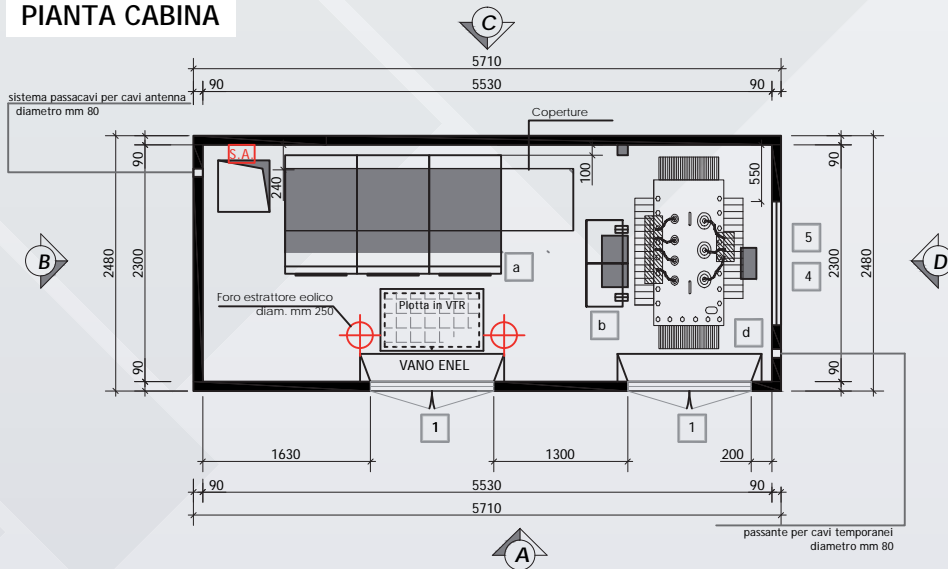 PIANTA CABINA
C
5710
90 5530 90
sistema passacavi per cavi antenna
diametro mm 80
Coperture
S.A.
90
240
100
550
90
B
2480
2300
5
4
2300
2480
D
a
Foro estrattore eolico
diam. mm 250
Plotta in VTR
b
d
VANO ENEL
90
90
1
1
1630
1300
200
90 5530 90
5710
passante per cavi temporanei
diametro mm 80
A